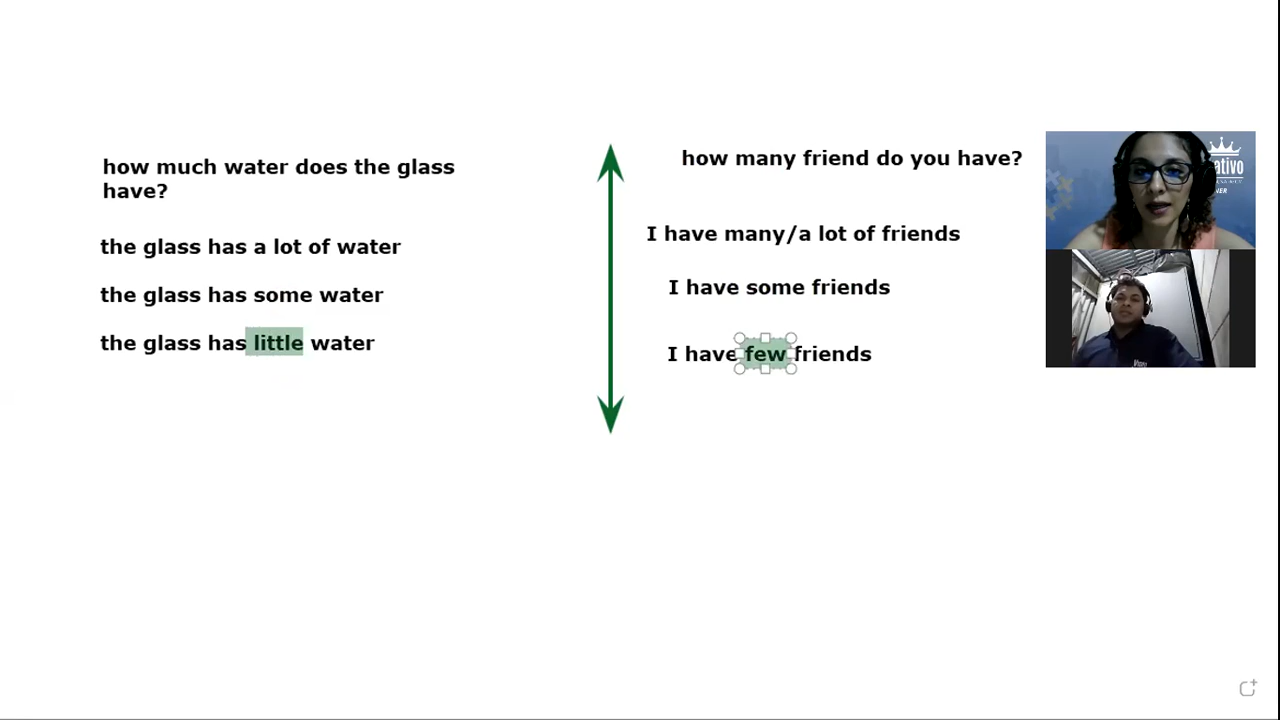 how much water does the glass
have?
the glass has a lot of water
the glass has some water
the glass has little water
how many friend do you have?
I have many/a lot of friends
I have some friends
I have few friends